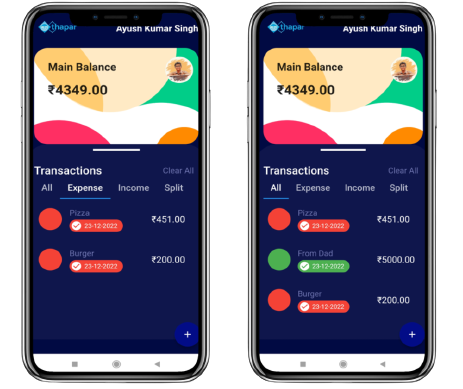 thapar
Ayush Kumar Singh
Main Balance
₹4349.00
Transactions
Clear All
All Expense Income Split
Pizza
23-12-2022
₹451.00
Burger
23-12-2022
₹200.00
+
thapar
Ayush Kumar Singh
Main Balance
₹4349.00
Transactions
Clear All
All Expense Income Split
Pizza
23-12-2022
₹451.00
From Dad
23-12-2022
₹5000.00
Burger
23-12-2022
₹200.00
+